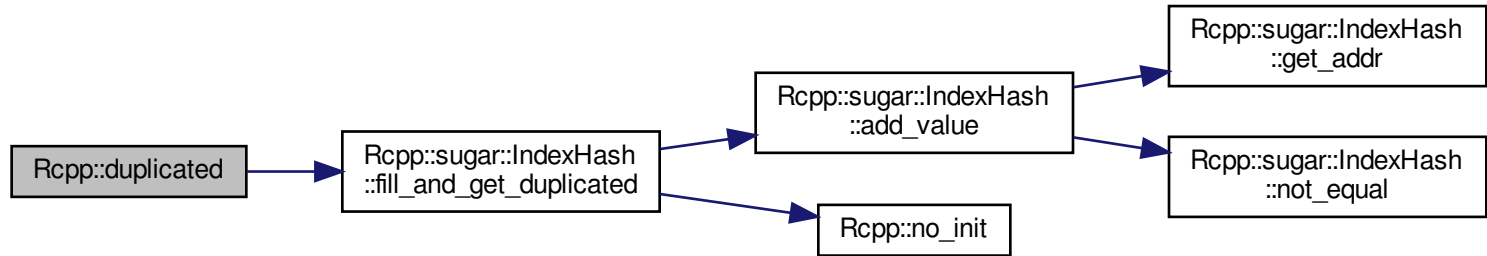 Rcpp::duplicated
Rcpp::sugar::IndexHash
::fill_and_get_duplicated
Rcpp::sugar::IndexHash
::add_value
Rcpp::no_init
Rcpp::sugar::IndexHash
::get_addr
Rcpp::sugar::IndexHash
::not_equal